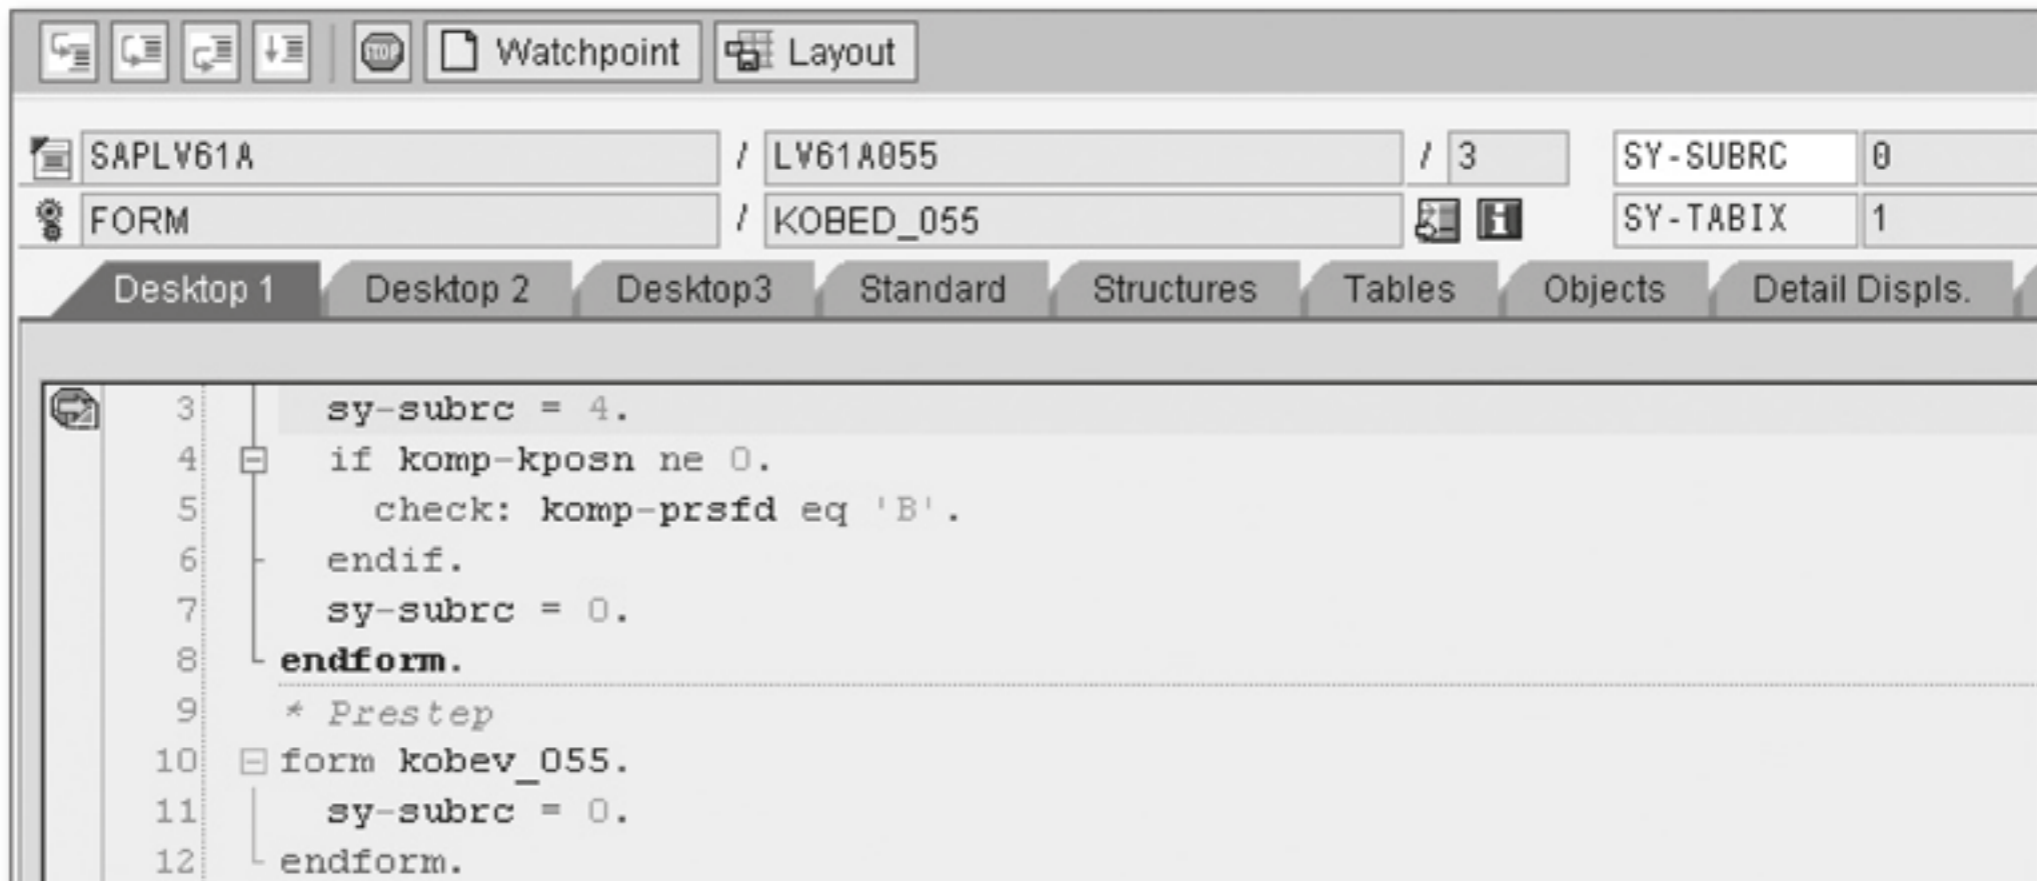 STOP Watchpoint Layout
SAPLV61A / LV61A055 / 3 SY-SUBRC 0
FORM / KOBED_055 SY-TABIX 1
Desktop 1 Desktop 2 Desktop3 Standard Structures Tables Objects Detail Displs.
3 sy-subrc = 4.
4 if komp-kposn ne 0.
5 check: komp-prsfd eq 'B'.
6 endif.
7 sy-subrc = 0.
8 endform.
9 * Prestep
10 form kobev_055.
11 sy-subrc = 0.
12 endform.